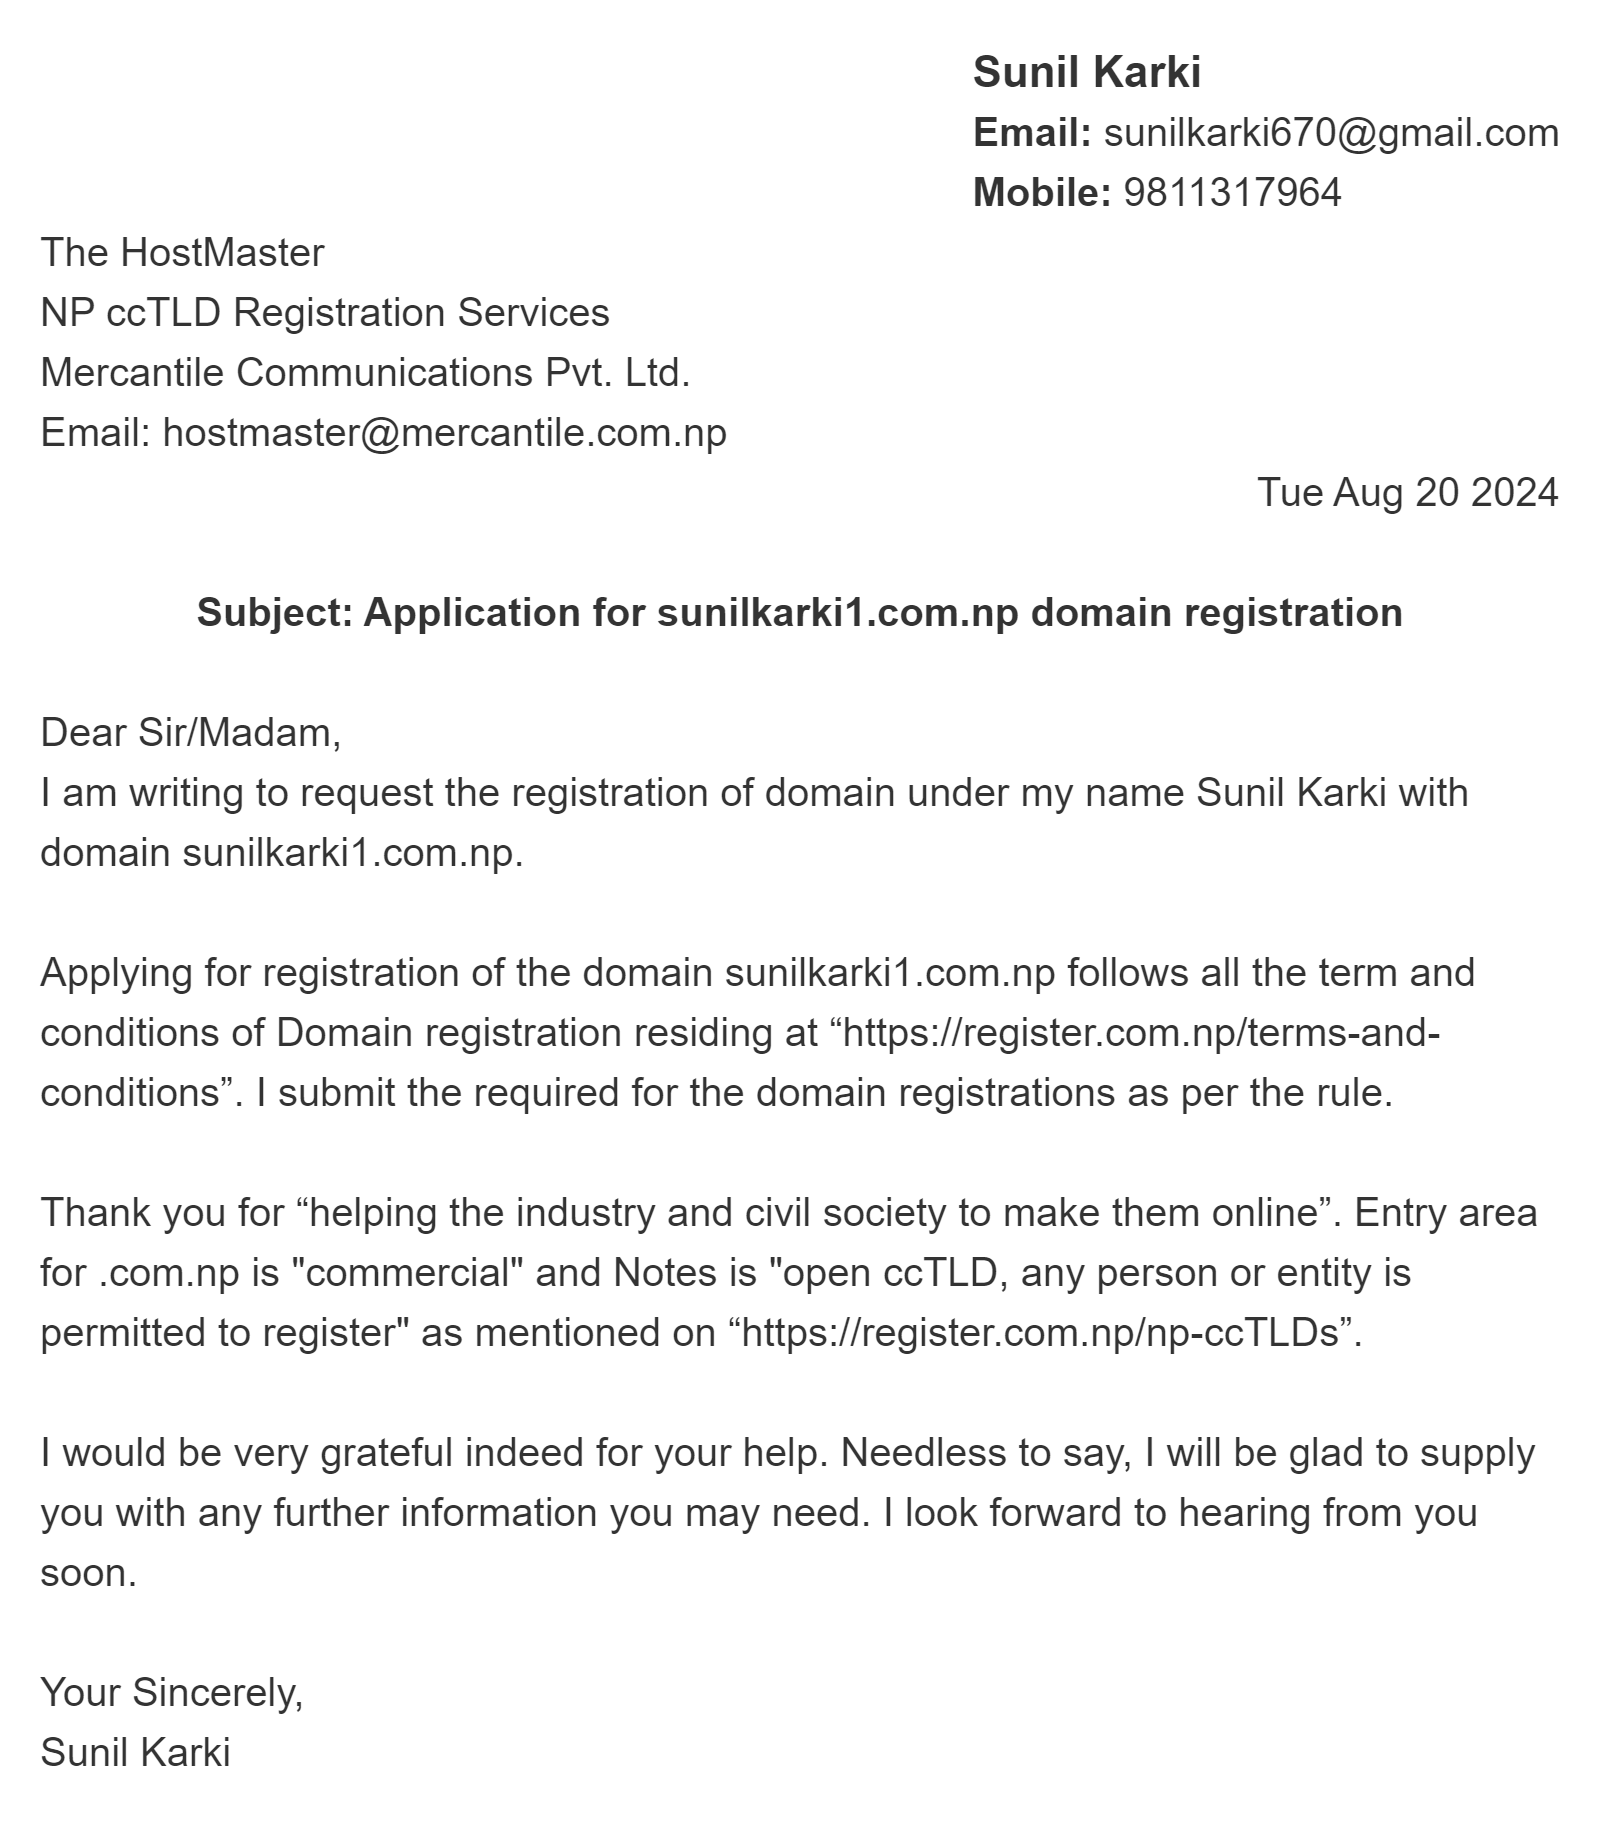 Sunil Karki
Email: sunilkarki670@gmail.com
Mobile: 9811317964
The HostMaster
NP ccTLD Registration Services
Mercantile Communications Pvt. Ltd.
Email: hostmaster@mercantile.com.np
Tue Aug 20 2024
Subject: Application for sunilkarki1.com.np domain registration
Dear Sir/Madam,
I am writing to request the registration of domain under my name Sunil Karki with
domain sunilkarki1.com.np.
Applying for registration of the domain sunilkarki1.com.np follows all the term and
conditions of Domain registration residing at “https://register.com.np/terms-and-
conditions”. I submit the required for the domain registrations as per the rule.
Thank you for “helping the industry and civil society to make them online”. Entry area
for .com.np is "commercial" and Notes is "open ccTLD, any person or entity is
permitted to register" as mentioned on “https://register.com.np/np-ccTLDs”.
I would be very grateful indeed for your help. Needless to say, I will be glad to supply
you with any further information you may need. I look forward to hearing from you
soon.
Your Sincerely,
Sunil Karki